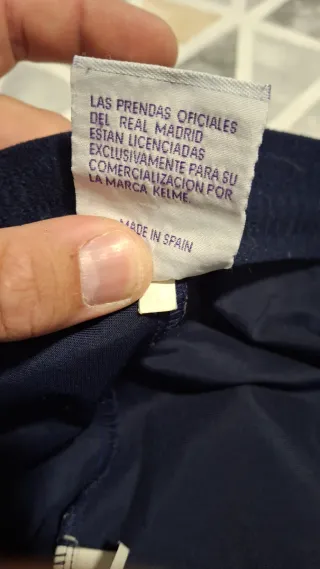 LAS PRENDAS OFICIALES
DEL REAL MADRID
ESTAN LICENCIADAS
EXCLUSIVAMENTE PARA SU
COMERCIALIZACION POR
LA MARCA KELME.
MADE IN SPAIN